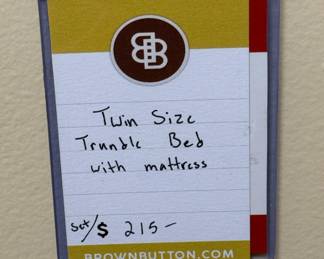 Twin Size
Trundle Bed
with mattress
Set/$ 215-
BROWNBUTTON.COM